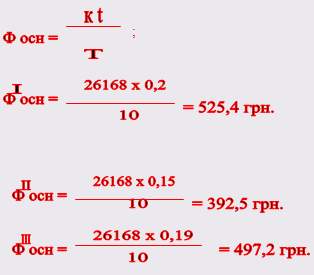 к t
Ф осн = ;
Т
I
26168 х 0,2
Ф осн =
10
= 525,4 грн.
II
26168 х 0,15
Ф осн =
10
= 392,5 грн.
III
26168 х 0,19
Ф осн =
10
= 497,2 грн.